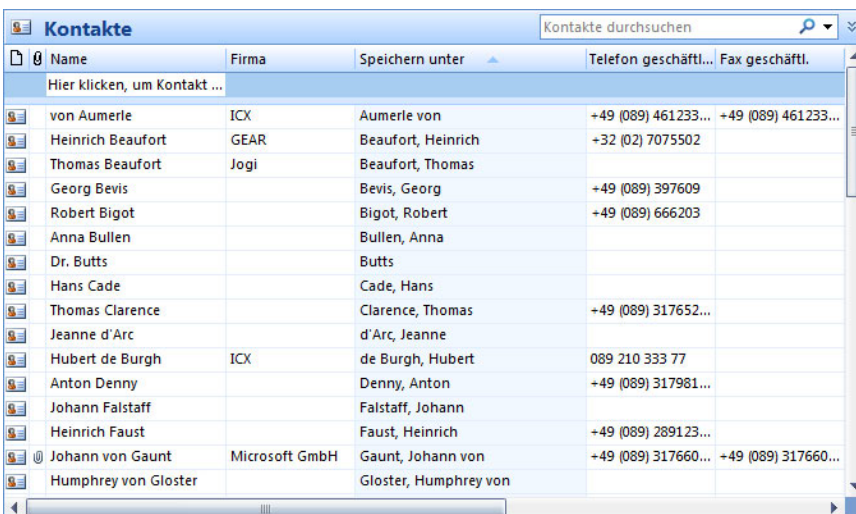 Kontakte Kontakte durchsuchen
Name Firma Speichern unter Telefon geschäftl... Fax geschäftl.
Hier klicken, um Kontakt ...
von Aumerle ICX Aumerle von +49 (089) 461233... +49 (089) 461233...
Heinrich Beaufort GEAR Beaufort, Heinrich +32 (02) 7075502
Thomas Beaufort Jogi Beaufort, Thomas
Georg Bevis Bevis, Georg +49 (089) 397609
Robert Bigot Bigot, Robert +49 (089) 666203
Anna Bullen Bullen, Anna
Dr. Butts Butts
Hans Cade Cade, Hans
Thomas Clarence Clarence, Thomas +49 (089) 317652...
Jeanne d'Arc d'Arc, Jeanne
Hubert de Burgh ICX de Burgh, Hubert 089 210 333 77
Anton Denny Denny, Anton +49 (089) 317981...
Johann Falstaff Falstaff, Johann
Heinrich Faust Faust, Heinrich +49 (089) 289123...
Johann von Gaunt Microsoft GmbH Gaunt, Johann von +49 (089) 317660... +49 (089) 317660...
Humphrey von Gloster Gloster, Humphrey von